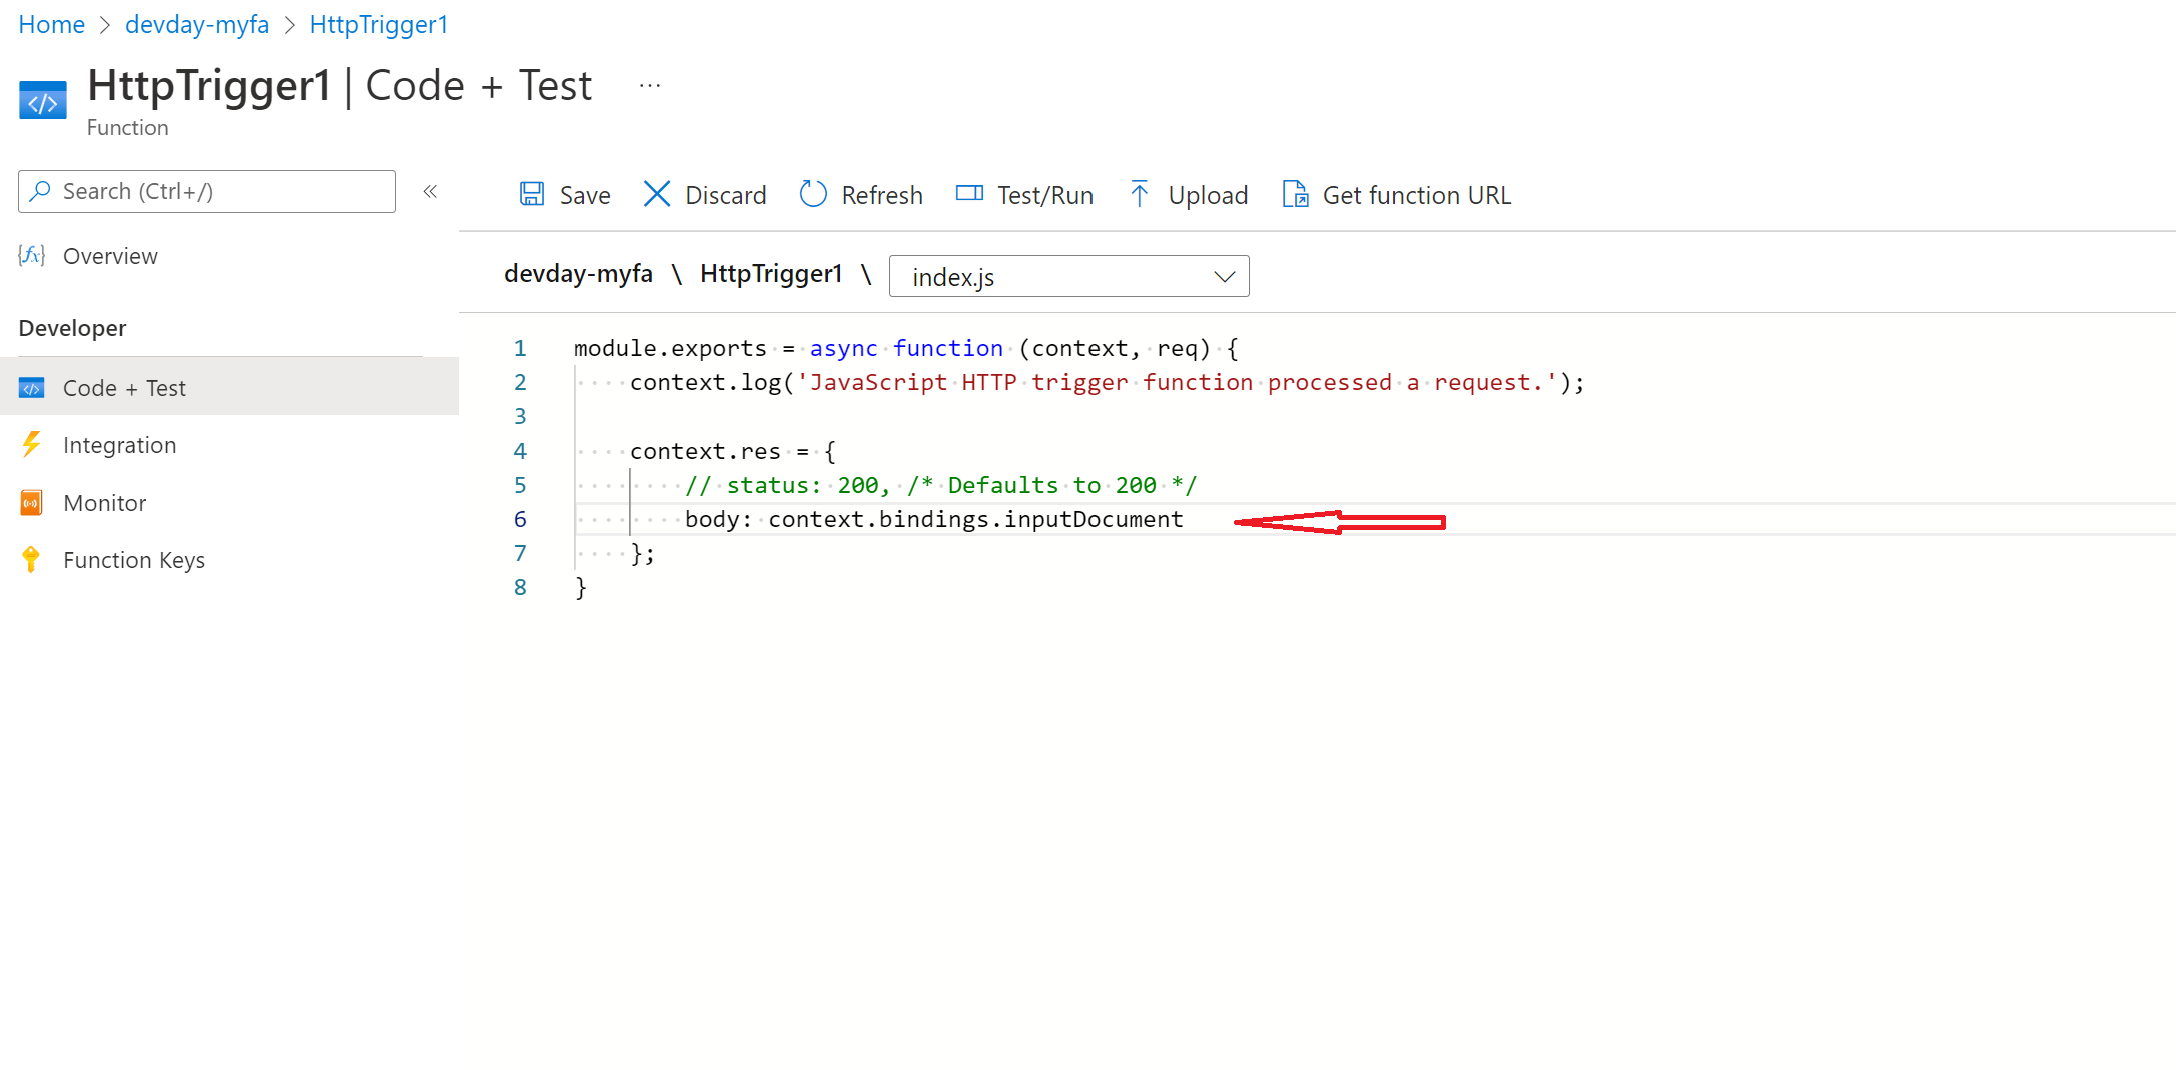 Home > devday-myfa > HttpTrigger1
HttpTrigger1 | Code + Test ...
Function
Search (Ctrl+/)
«
Save Discard Refresh Test/Run Upload Get function URL
Overview
Developer
Code + Test
Integration
Monitor
Function Keys
devday-myfa \ HttpTrigger1 \ index.js
1 module.exports = async function (context, req) {
2     context.log('JavaScript HTTP trigger function processed a request.');
3
4     context.res = {
5         // status: 200, /* Defaults to 200 */
6         body: context.bindings.inputDocument
7     };
8 }